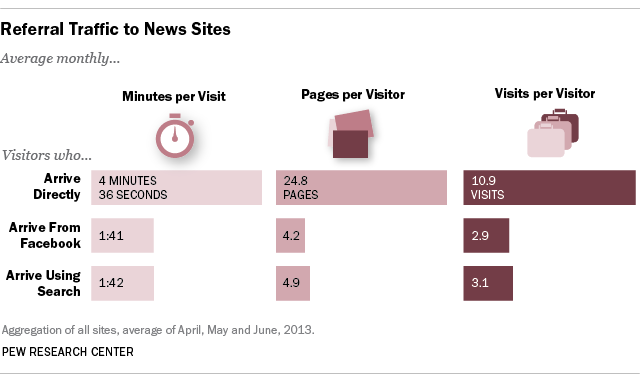 Referral Traffic to News Sites
Average monthly...
Minutes per Visit
Pages per Visitor
Visits per Visitor
Visitors who...
Arrive
Directly
4 MINUTES
36 SECONDS
24.8
PAGES
10.9
VISITS
Arrive From
Facebook
1:41
4.2
2.9
Arrive Using
Search
1:42
4.9
3.1
Aggregation of all sites, average of April, May and June, 2013.
PEW RESEARCH CENTER